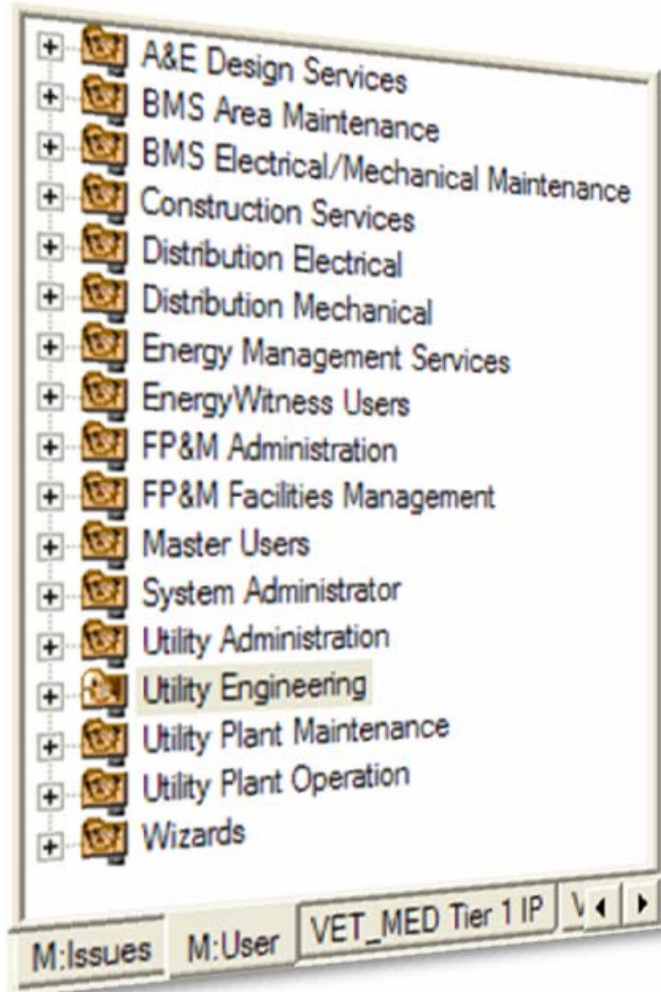 A&E Design Services
BMS Area Maintenance
BMS Electrical/Mechanical Maintenance
Construction Services
Distribution Electrical
Distribution Mechanical
Energy Management Services
EnergyWitness Users
FP&M Administration
FP&M Facilities Management
Master Users
System Administrator
Utility Administration
Utility Engineering
Utility Plant Maintenance
Utility Plant Operation
Wizards
M:Issues M:User VET_MED Tier 1 IP